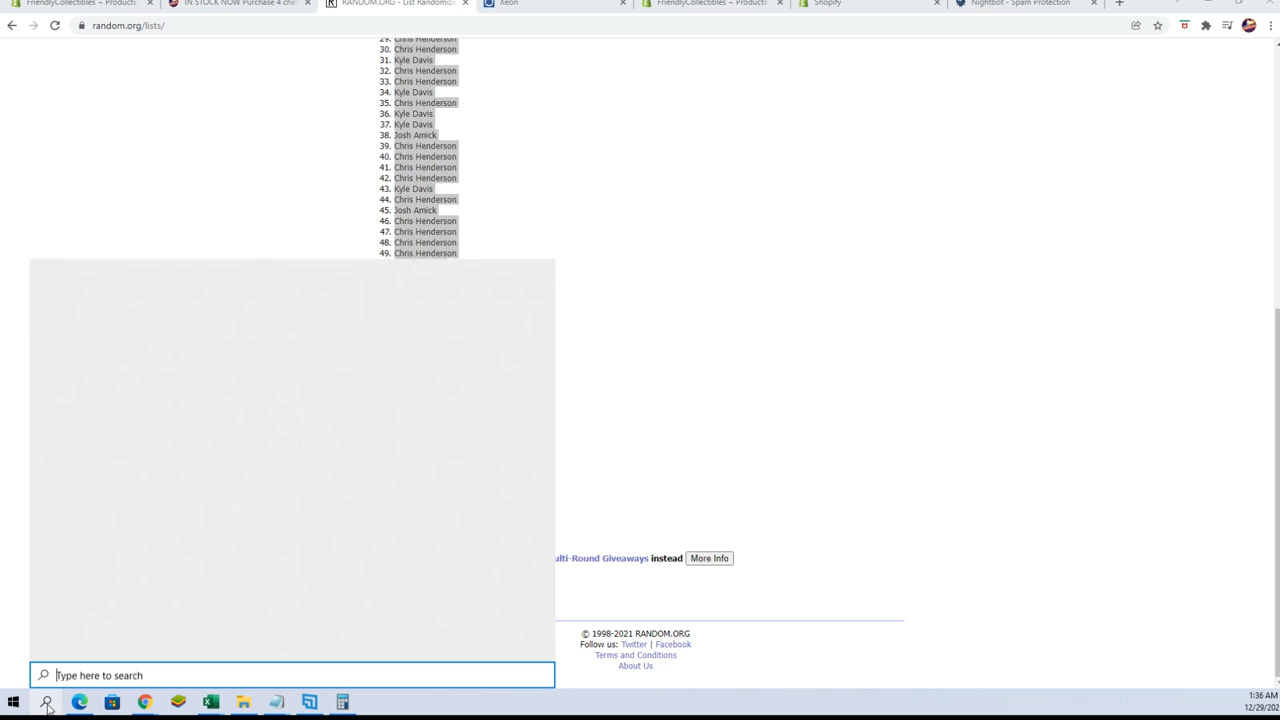 FriendlyCollectibles ~ Products
IN STOCK NOW Purchase 4 che
RANDOM.ORG - List Randomize
Xeon
FriendlyCollectibles ~ Products
Shopify
Nightbot - Spam Protection
random.org/lists/
29. Chris Henderson
30. Chris Henderson
31. Kyle Davis
32. Chris Henderson
33. Chris Henderson
34. Kyle Davis
35. Chris Henderson
36. Kyle Davis
37. Kyle Davis
38. Josh Amick
39. Chris Henderson
40. Chris Henderson
41. Chris Henderson
42. Chris Henderson
43. Kyle Davis
44. Chris Henderson
45. Josh Amick
46. Chris Henderson
47. Chris Henderson
48. Chris Henderson
49. Chris Henderson
ulti-Round Giveaways instead More Info
© 1998-2021 RANDOM.ORG
Follow us: Twitter | Facebook
Terms and Conditions
About Us
Type here to search
1:36 AM
12/29/202